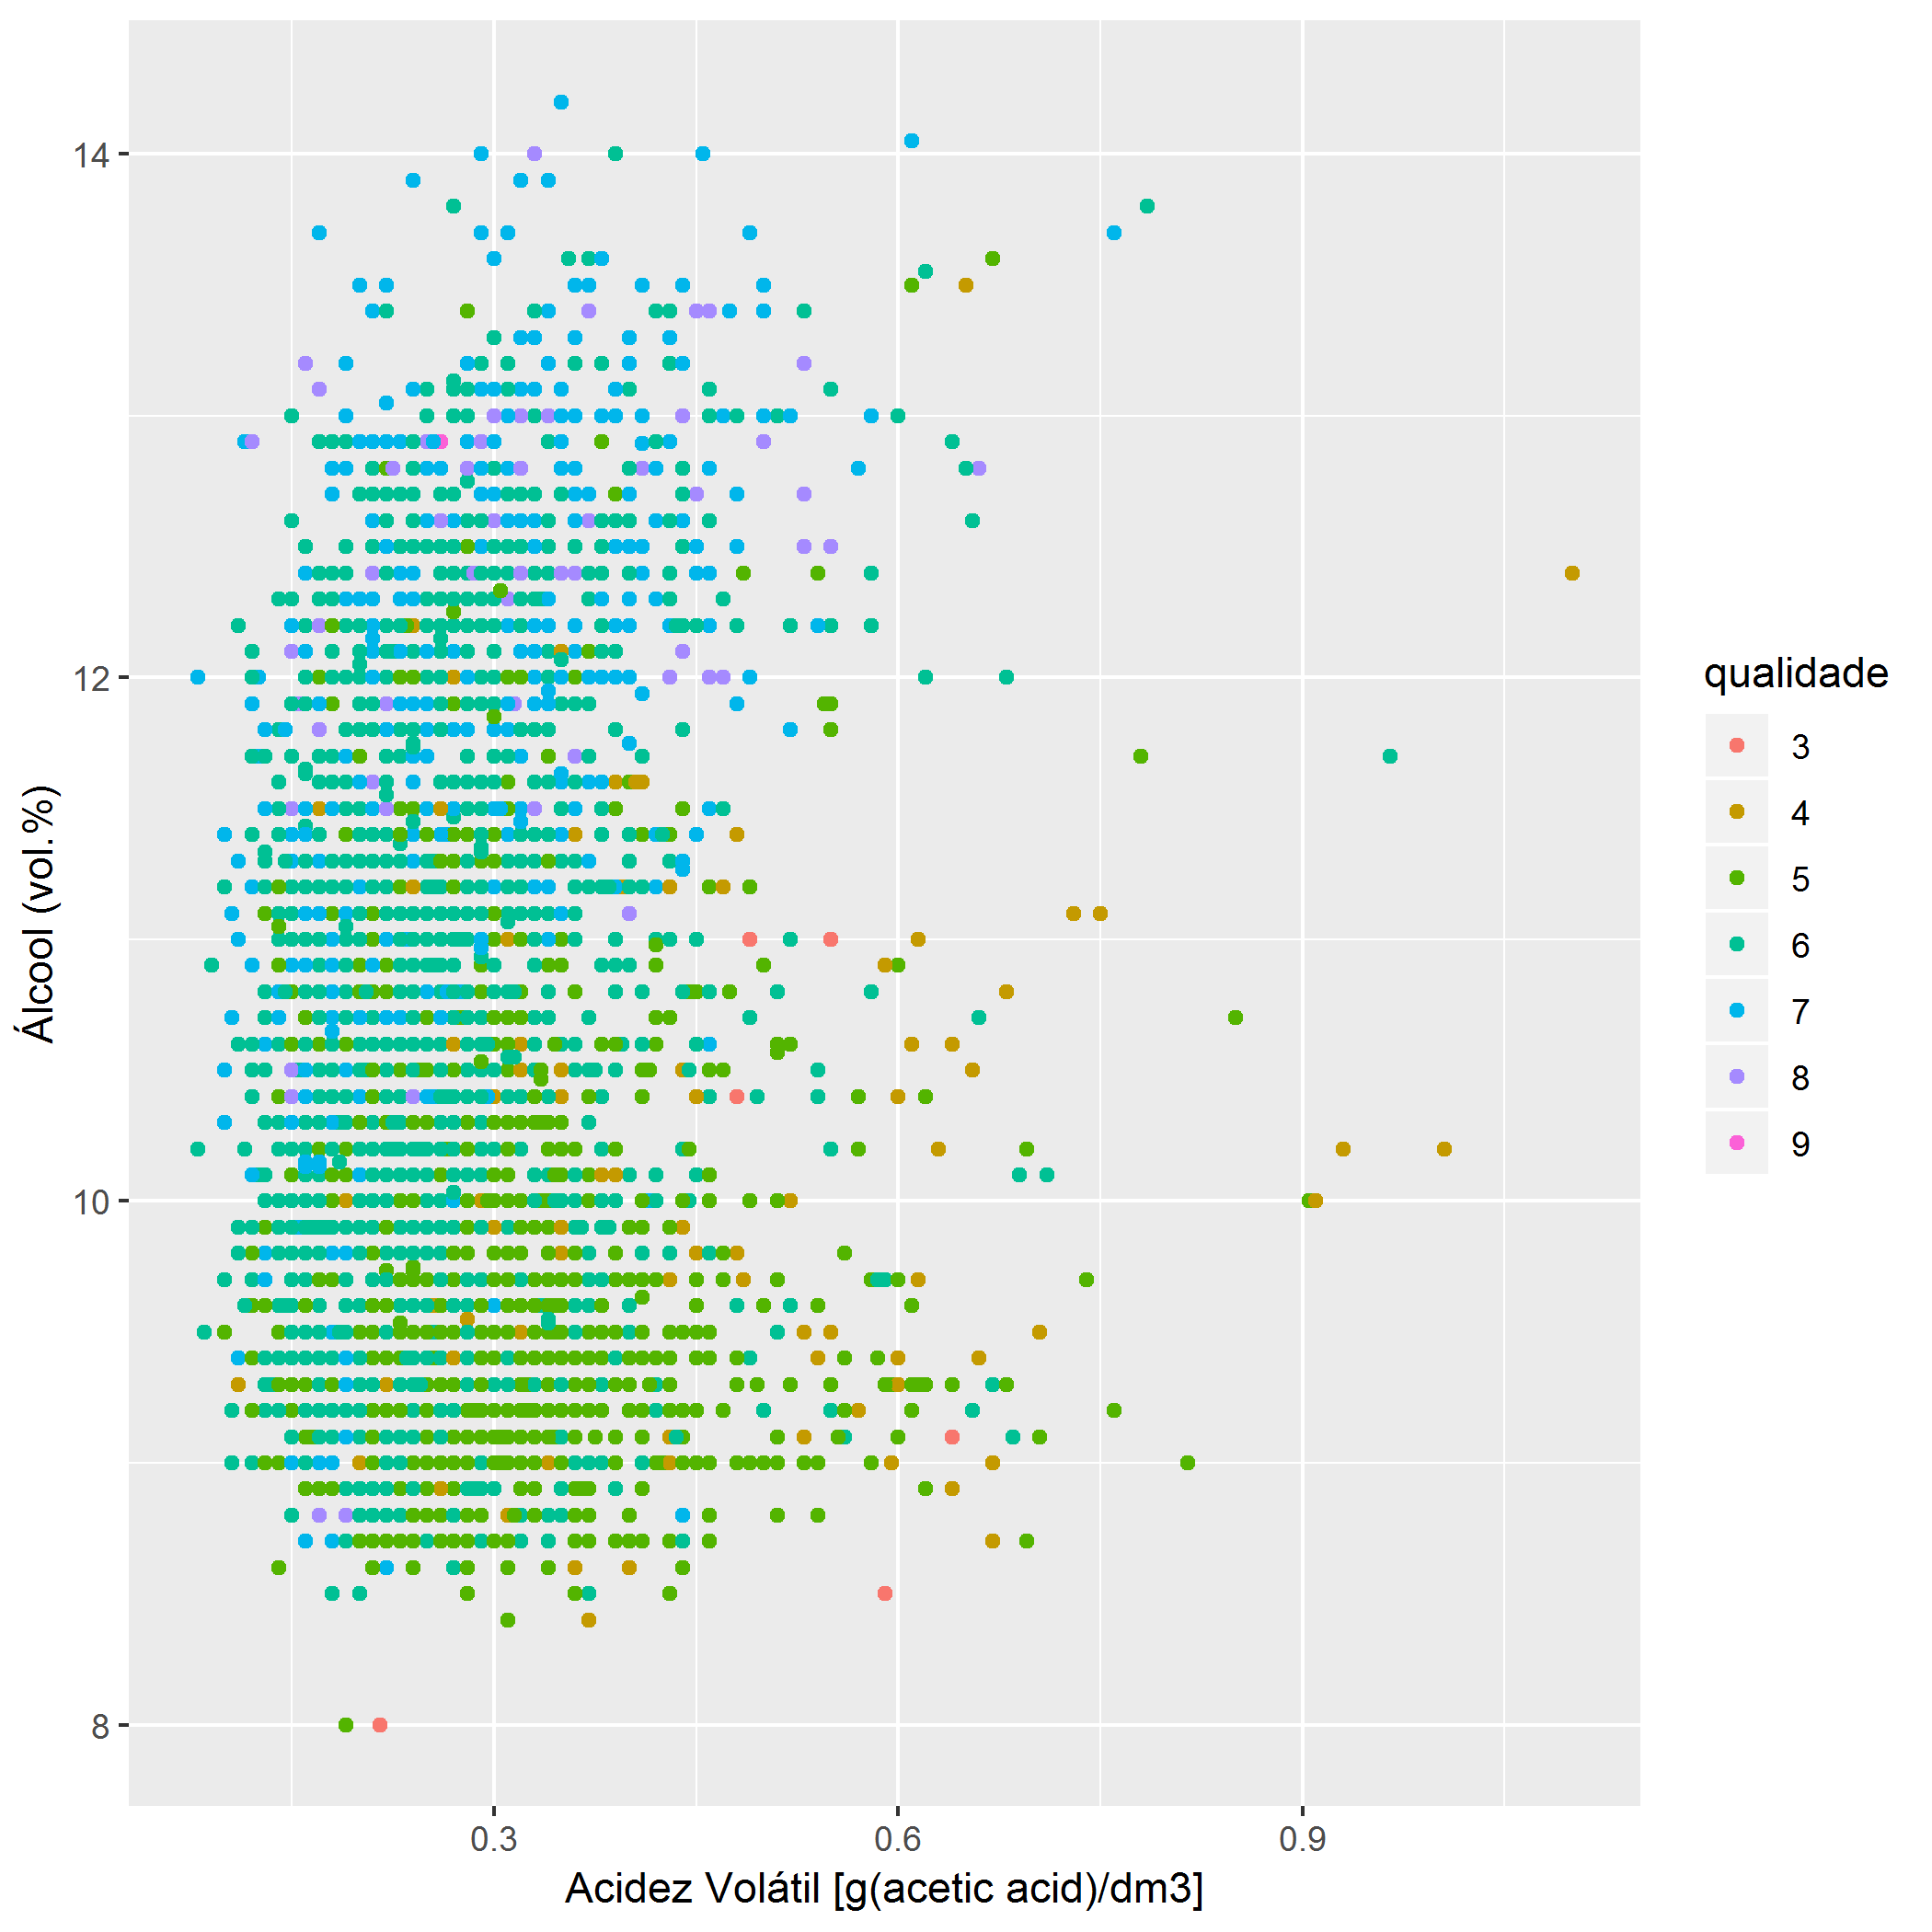 14
12
10
8
Álcool (vol.%)
0.3 0.6 0.9
Acidez Volátil [g(acetic acid)/dm3]
qualidade
3
4
5
6
7
8
9